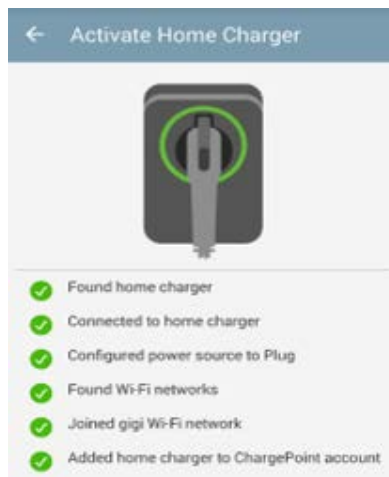 Activate Home Charger
Found home charger
Connected to home charger
Configured power source to Plug
Found Wi-Fi networks
Joined gigi Wi-Fi network
Added home charger to ChargePoint account